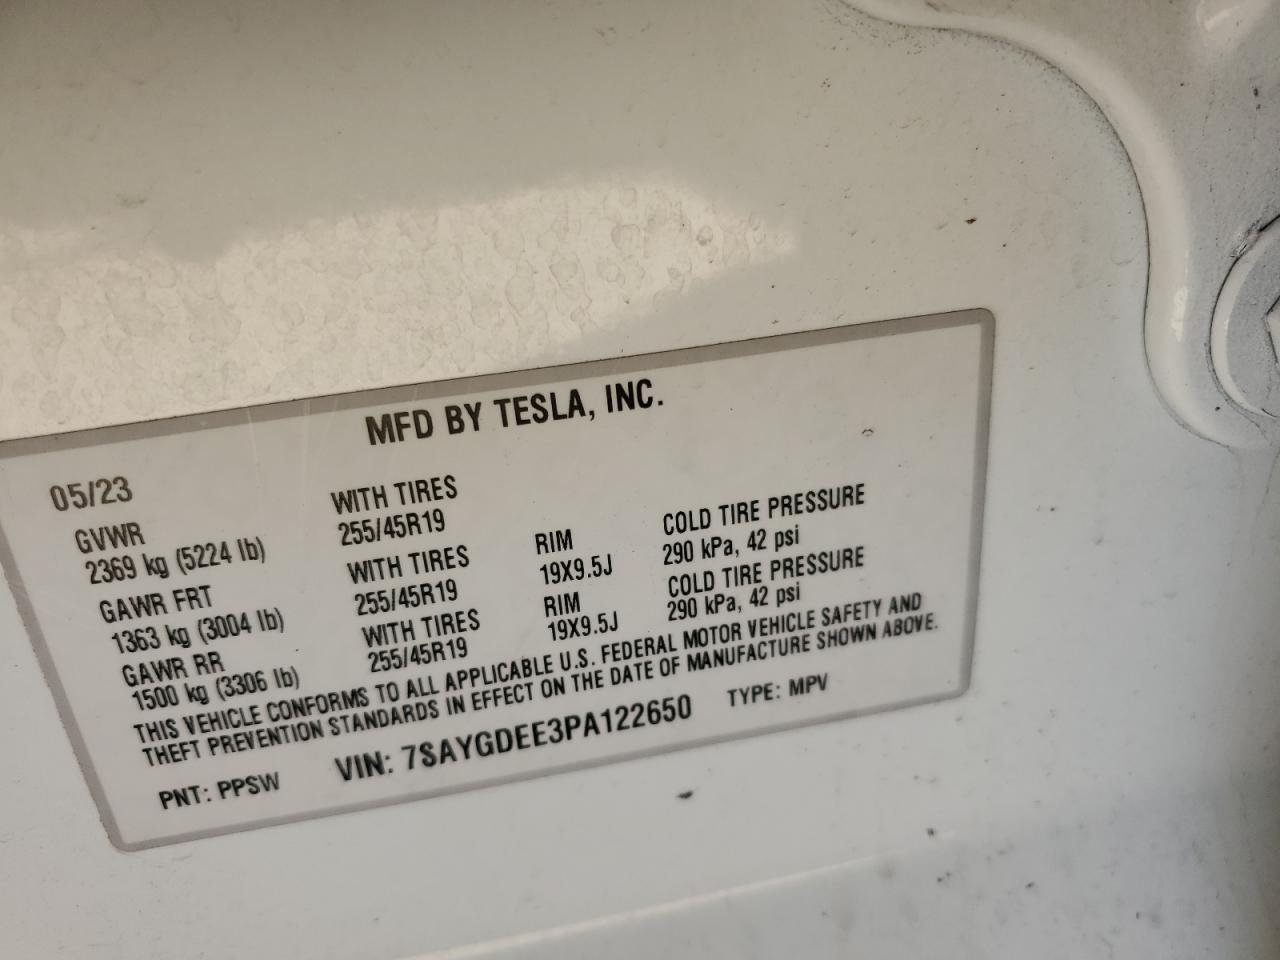 MFD BY TESLA, INC.
05/23
GVWR WITH TIRES
2369 kg (5224 lb) 255/45R19
GAWR FRT WITH TIRES RIM COLD TIRE PRESSURE
1363 kg (3004 lb) 255/45R19 19X9.5J 290 kPa, 42 psi
GAWR RR WITH TIRES RIM COLD TIRE PRESSURE
1500 kg (3306 lb) 255/45R19 19X9.5J 290 kPa, 42 psi
THIS VEHICLE CONFORMS TO ALL APPLICABLE U.S. FEDERAL MOTOR VEHICLE SAFETY AND
THEFT PREVENTION STANDARDS IN EFFECT ON THE DATE OF MANUFACTURE SHOWN ABOVE.
PNT: PPSW VIN: 7SAYGDEE3PA122650 TYPE: MPV